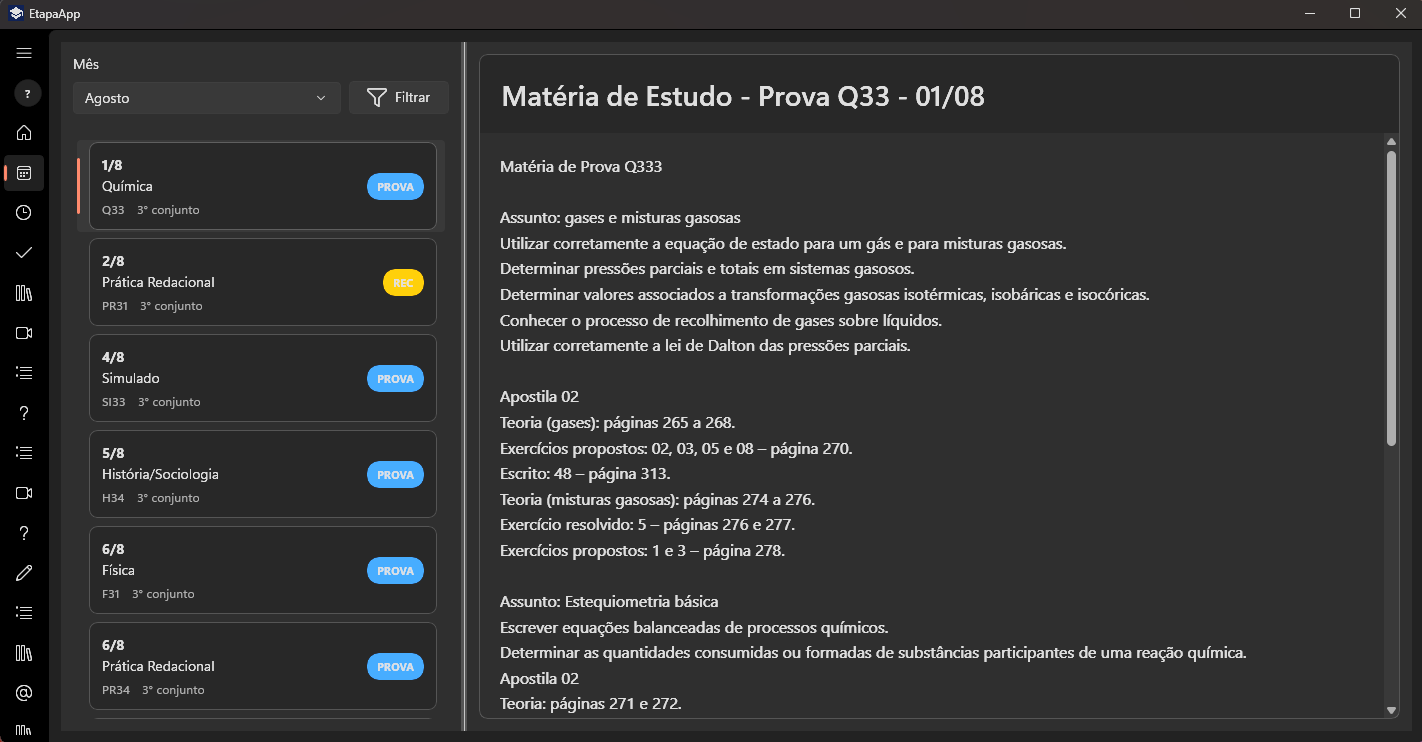 EtapaApp
Mês
Agosto
Filtrar
1/8
Química
PROVA
Q33 3° conjunto
2/8
Prática Redacional
REC
PR31 3° conjunto
4/8
Simulado
PROVA
SI33 3° conjunto
5/8
História/Sociologia
PROVA
H34 3° conjunto
6/8
Física
PROVA
F31 3° conjunto
6/8
Prática Redacional
PROVA
PR34 3° conjunto
Matéria de Estudo - Prova Q33 - 01/08
Matéria de Prova Q333
Assunto: gases e misturas gasosas
Utilizar corretamente a equação de estado para um gás e para misturas gasosas.
Determinar pressões parciais e totais em sistemas gasosos.
Determinar valores associados a transformações gasosas isotérmicas, isobáricas e isocóricas.
Conhecer o processo de recolhimento de gases sobre líquidos.
Utilizar corretamente a lei de Dalton das pressões parciais.
Apostila 02
Teoria (gases): páginas 265 a 268.
Exercícios propostos: 02, 03, 05 e 08 – página 270.
Escrito: 48 – página 313.
Teoria (misturas gasosas): páginas 274 a 276.
Exercício resolvido: 5 – páginas 276 e 277.
Exercícios propostos: 1 e 3 – página 278.
Assunto: Estequiometria básica
Escrever equações balanceadas de processos químicos.
Determinar as quantidades consumidas ou formadas de substâncias participantes de uma reação química.
Apostila 02
Teoria: páginas 271 e 272.